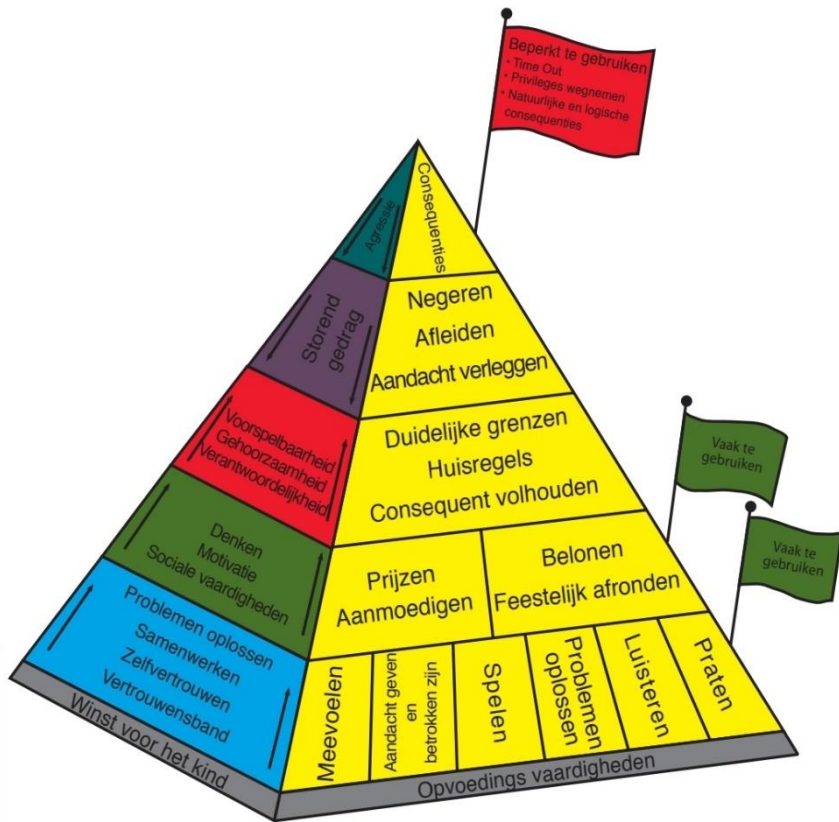 Beperkt te gebruiken
• Time Out
• Privileges wegnemen
• Natuurlijke en logische
consequenties
Agressie
Consequenties
Storend
gedrag
Negeren
Afleiden
Aandacht verleggen
Voorspelbaarheid
Gehoorzaamheid
Verantwoordelijkheid
Duidelijke grenzen
Huisregels
Consequent volhouden
Vaak te
gebruiken
Vaak te
gebruiken
Denken
Motivatie
Sociale vaardigheden
Prijzen
Aanmoedigen
Belonen
Feestelijk afronden
Problemen oplossen
Samenwerken
Zelfvertrouwen
Vertrouwensband
Meevoelen
Aandacht geven
en
betrokken zijn
Spelen
Problemen
oplossen
Luisteren
Praten
Winst voor het kind
Opvoedings vaardigheden